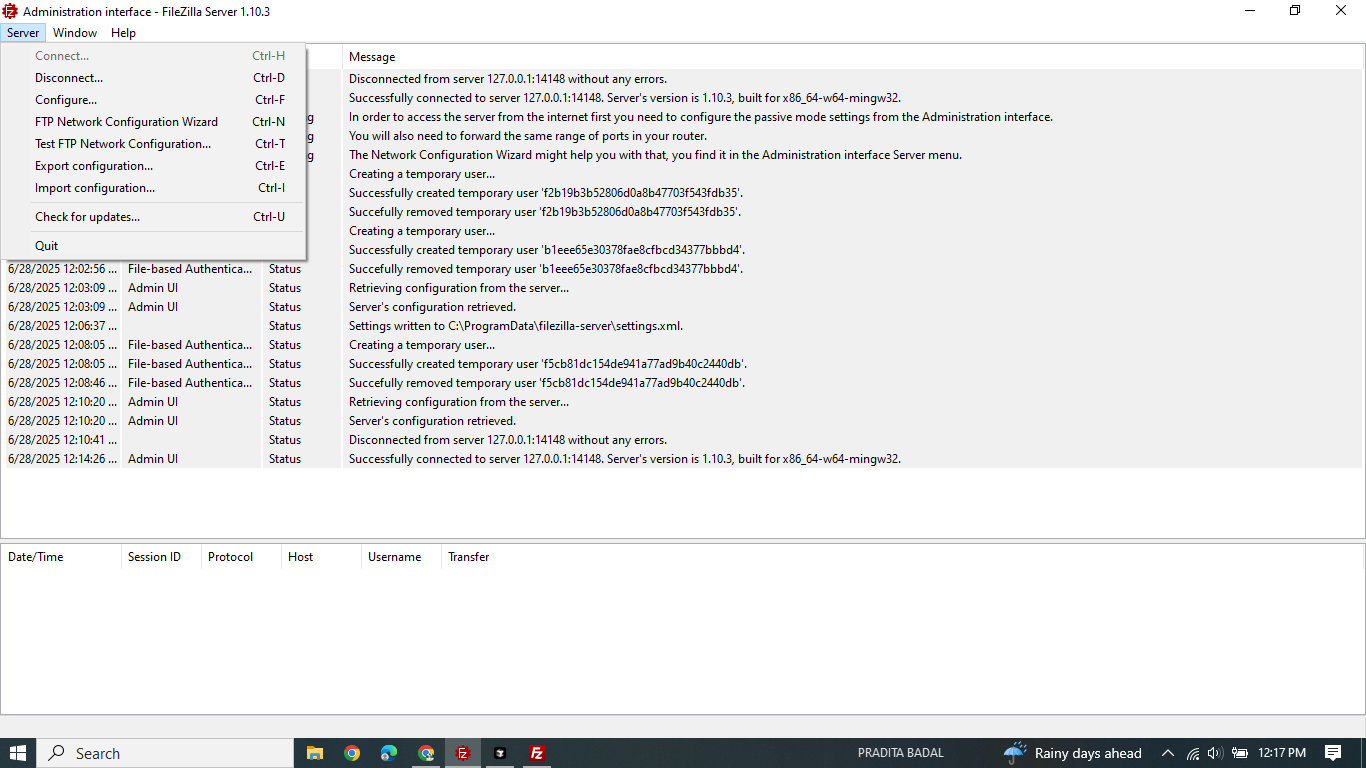 Administration interface - FileZilla Server 1.10.3
Server Window Help
Connect... Ctrl-H
Disconnect... Ctrl-D
Configure... Ctrl-F
FTP Network Configuration Wizard Ctrl-N
Test FTP Network Configuration... Ctrl-T
Export configuration... Ctrl-E
Import configuration... Ctrl-I
Check for updates... Ctrl-U
Quit
Message
Disconnected from server 127.0.0.1:14148 without any errors.
Successfully connected to server 127.0.0.1:14148. Server's version is 1.10.3, built for x86_64-w64-mingw32.
g In order to access the server from the internet first you need to configure the passive mode settings from the Administration interface.
g You will also need to forward the same range of ports in your router.
g The Network Configuration Wizard might help you with that, you find it in the Administration interface Server menu.
Creating a temporary user...
Successfully created temporary user 'f2b19b3b52806d0a8b47703f543fdb35'.
Succefully removed temporary user 'f2b19b3b52806d0a8b47703f543fdb35'.
Creating a temporary user...
Successfully created temporary user 'b1eee65e30378fae8cfbcd34377bbbd4'.
6/28/2025 12:02:56 ... File-based Authentica... Status Succefully removed temporary user 'b1eee65e30378fae8cfbcd34377bbbd4'.
6/28/2025 12:03:09 ... Admin UI Status Retrieving configuration from the server...
6/28/2025 12:03:09 ... Admin UI Status Server's configuration retrieved.
6/28/2025 12:06:37 ... Status Settings written to C:\ProgramData\filezilla-server\settings.xml.
6/28/2025 12:08:05 ... File-based Authentica... Status Creating a temporary user...
6/28/2025 12:08:05 ... File-based Authentica... Status Successfully created temporary user 'f5cb81dc154de941a77ad9b40c2440db'.
6/28/2025 12:08:46 ... File-based Authentica... Status Succefully removed temporary user 'f5cb81dc154de941a77ad9b40c2440db'.
6/28/2025 12:10:20 ... Admin UI Status Retrieving configuration from the server...
6/28/2025 12:10:20 ... Admin UI Status Server's configuration retrieved.
6/28/2025 12:10:41 ... Status Disconnected from server 127.0.0.1:14148 without any errors.
6/28/2025 12:14:26 ... Admin UI Status Successfully connected to server 127.0.0.1:14148. Server's version is 1.10.3, built for x86_64-w64-mingw32.
Date/Time Session ID Protocol Host Username Transfer
Search PRADITA BADAL Rainy days ahead 12:17 PM